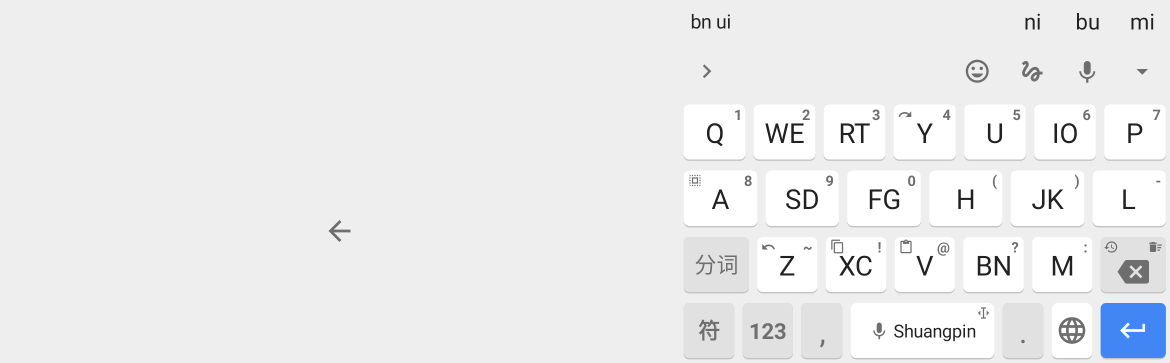 bn ui ni bu mi
Q 1 WE 2 RT 3 Y 4 U 5 IO 6 P 7
A 8 SD 9 FG 0 H ( JK ) L -
分词 Z ~ XC ! V @ BN ? M :
符 123 , Shuangpin .